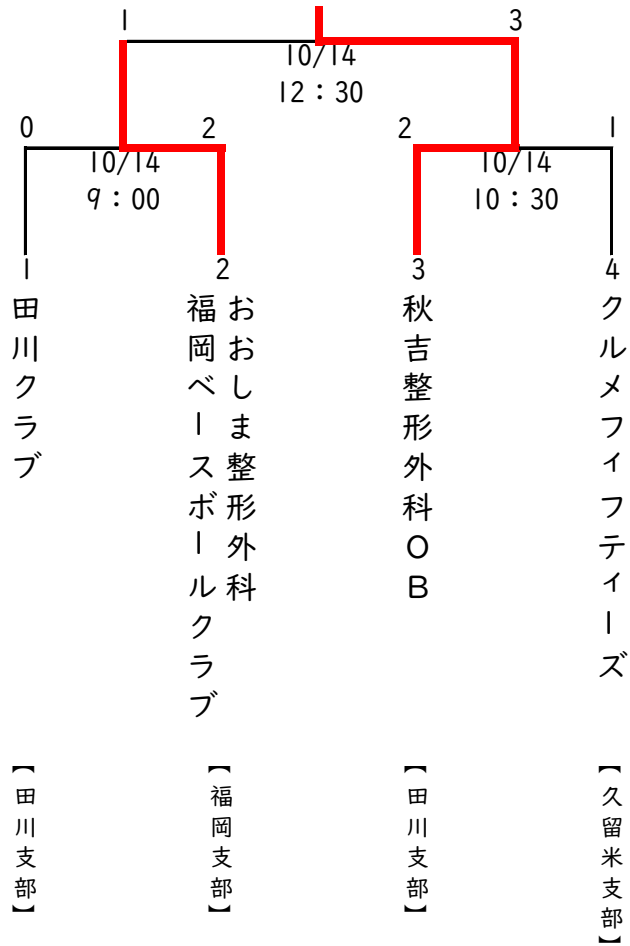 1
3
10/14
12：30
0
2
2
1
10/14
9：00
10/14
10：30
1
2
3
4
田川クラブ
おおしま整形外科
福岡ベースボールクラブ
秋吉整形外科OB
クルメフィフティーズ
【田川支部】
【福岡支部】
【田川支部】
【久留米支部】